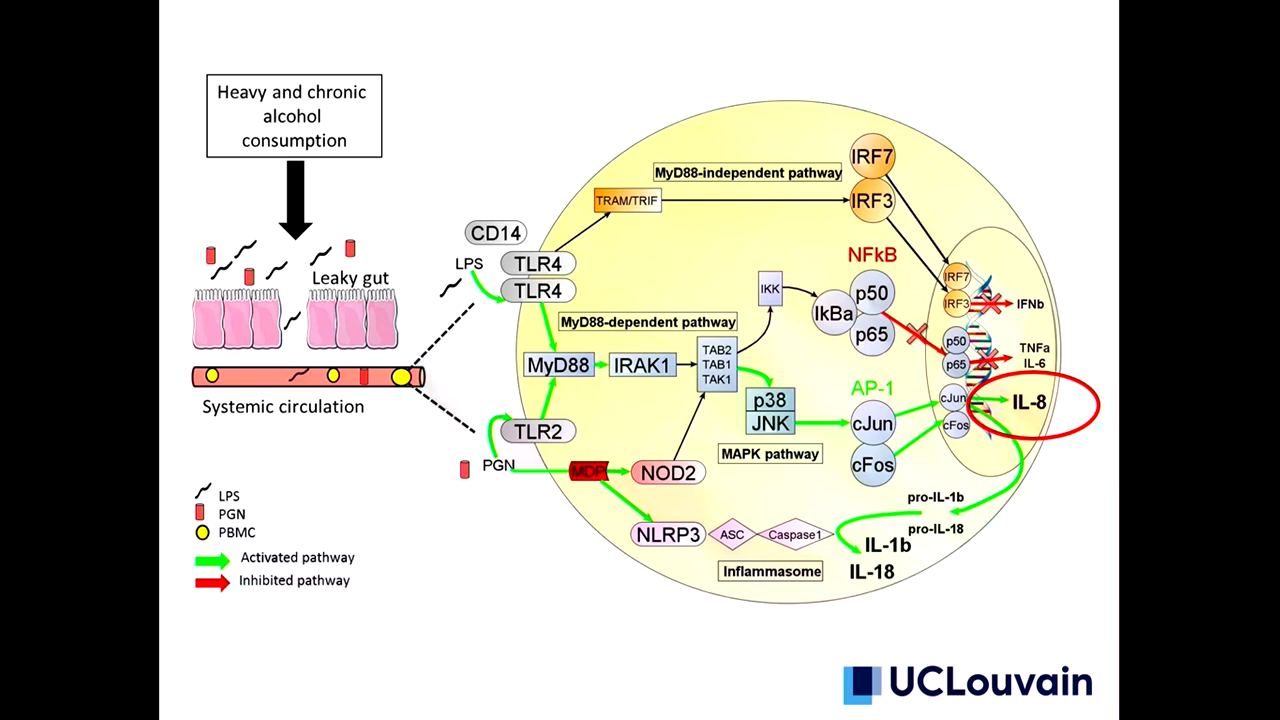 Heavy and chronic
alcohol
consumption
Leaky gut
Systemic circulation
LPS
PGN
PBMC
Activated pathway
Inhibited pathway
CD14
LPS
TLR4
TLR4
TLR2
PGN
TRAM/TRIF
MyD88-independent pathway
IRF7
IRF3
MyD88-dependent pathway
MyD88
IRAK1
TAB2
TAB1
TAK1
IKK
NFkB
IkBa
p50
p65
p38
JNK
MAPK pathway
AP-1
cJun
cFos
MDP
NOD2
NLRP3
ASC
Caspase1
Inflammasome
IRF7
IRF3
IFNb
p50
p65
TNFa
IL-6
cJun
cFos
IL-8
pro-IL-1b
pro-IL-18
IL-1b
IL-18
UCLouvain